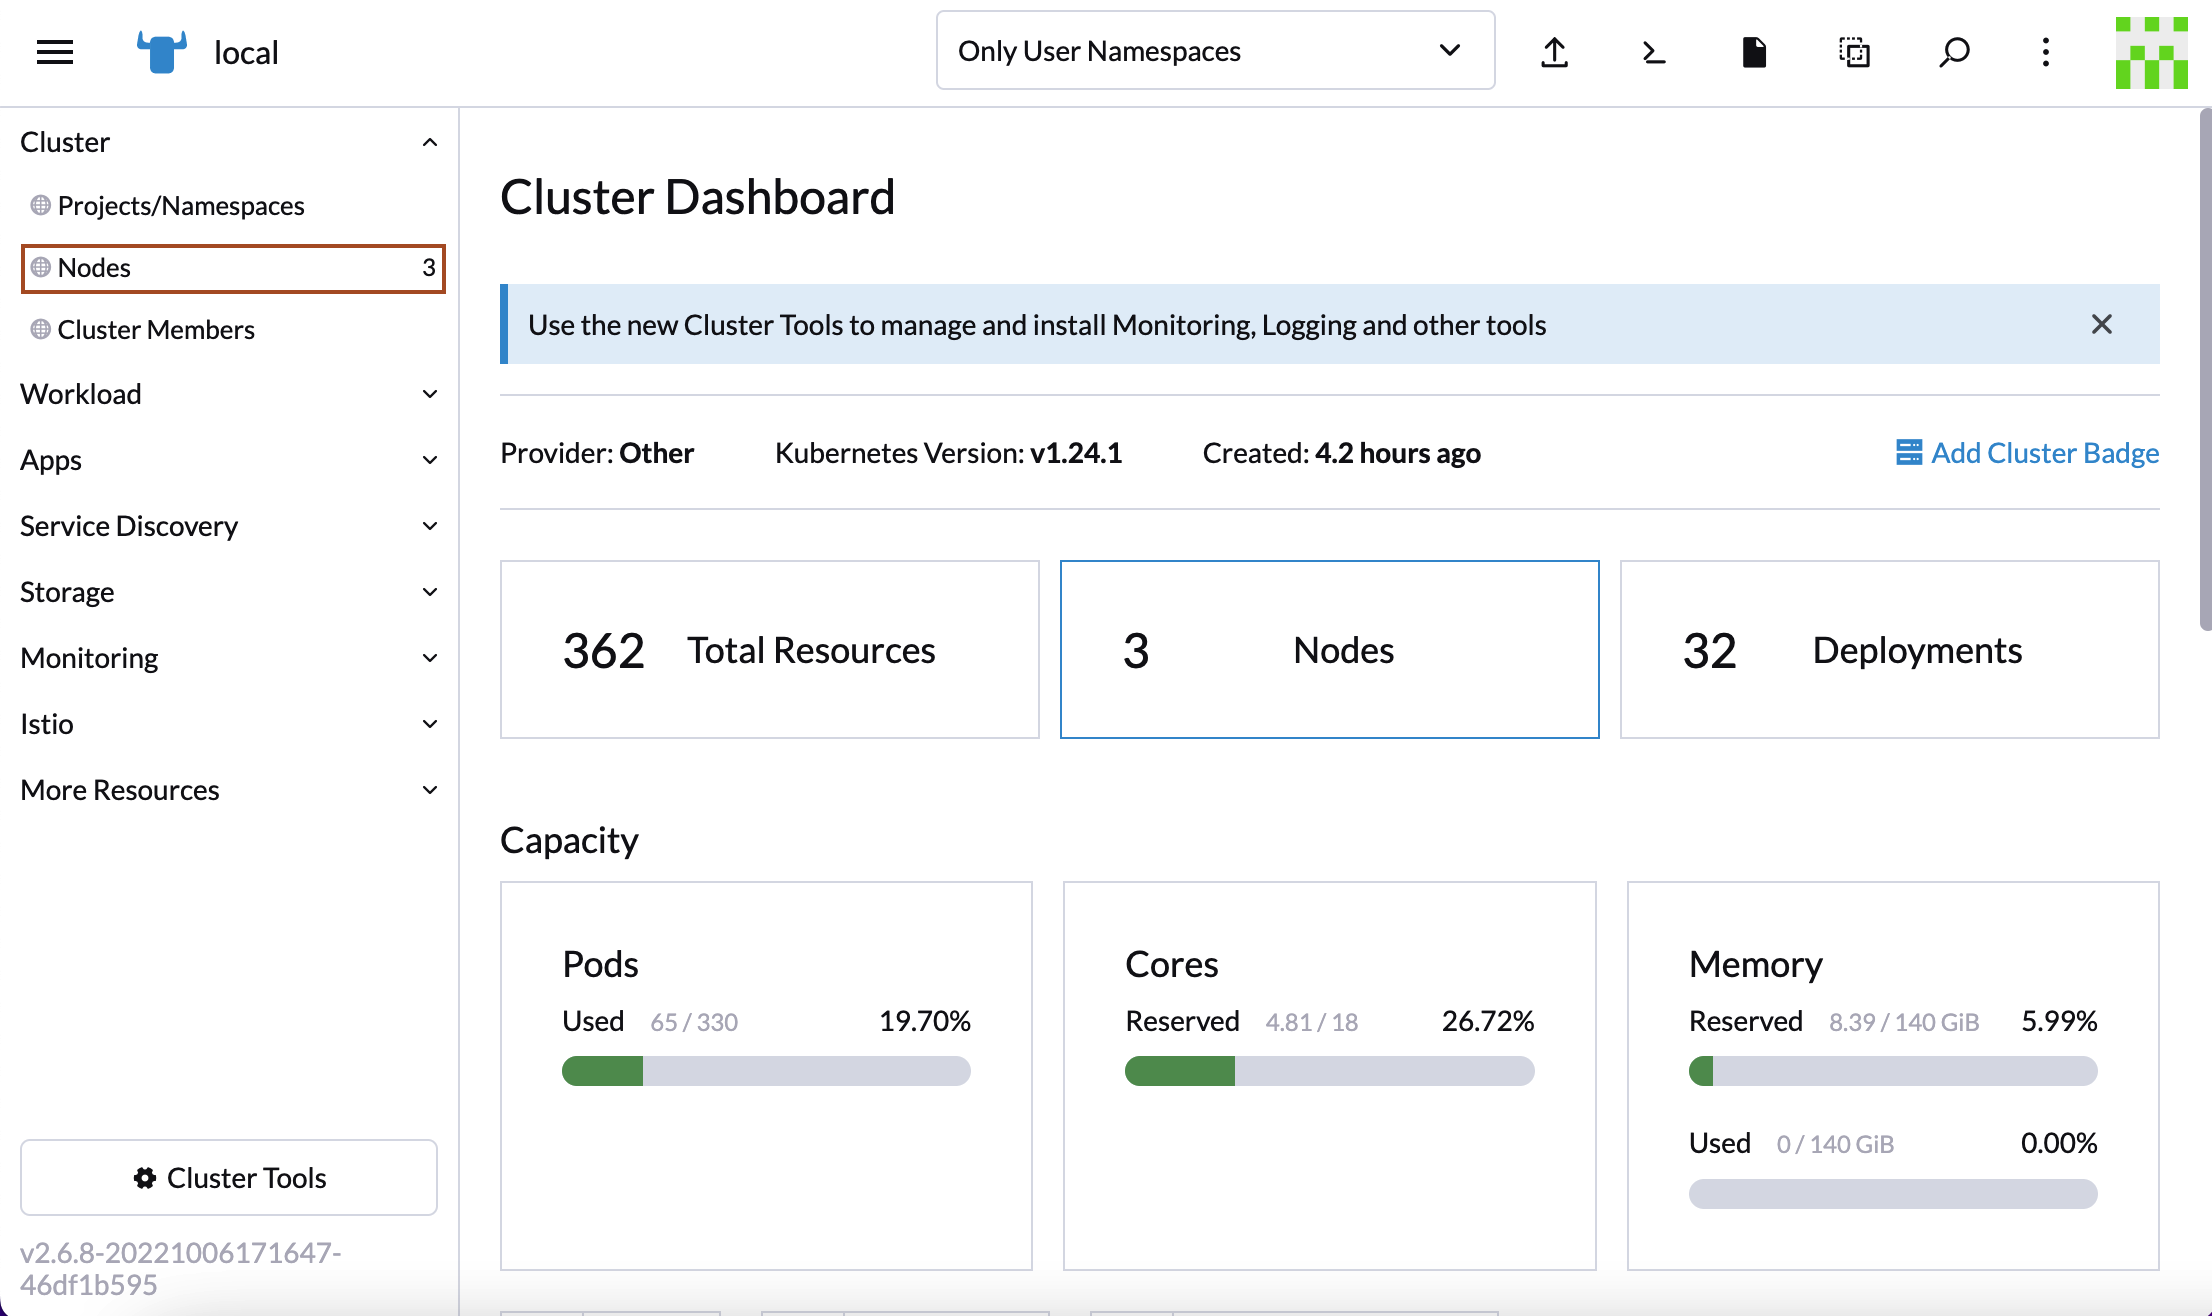 local
Only User Namespaces
Cluster
Projects/Namespaces
Nodes 3
Cluster Members
Workload
Apps
Service Discovery
Storage
Monitoring
Istio
More Resources
Cluster Tools
v2.6.8-20221006171647-
46df1b595
Cluster Dashboard
Use the new Cluster Tools to manage and install Monitoring, Logging and other tools
Provider: Other Kubernetes Version: v1.24.1 Created: 4.2 hours ago Add Cluster Badge
362 Total Resources
3 Nodes
32 Deployments
Capacity
Pods
Used 65 / 330 19.70%
Cores
Reserved 4.81 / 18 26.72%
Memory
Reserved 8.39 / 140 GiB 5.99%
Used 0 / 140 GiB 0.00%